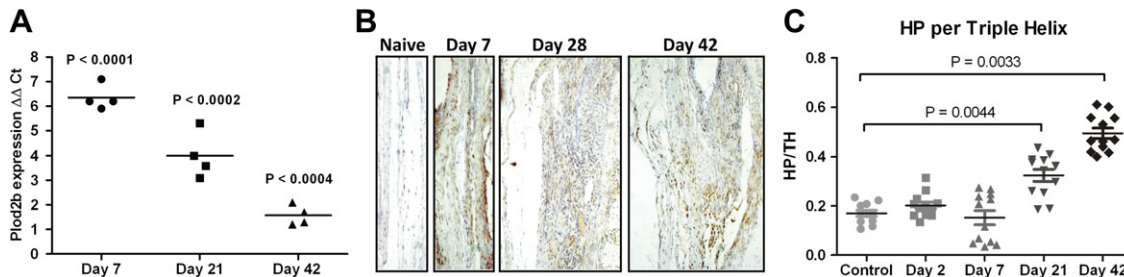 A
P < 0.0001
P < 0.0002
P < 0.0004
Plod2b expression ΔΔ Ct
8
7
6
5
4
3
2
1
0
Day 7
Day 21
Day 42
B
Naive
Day 7
Day 28
Day 42
C
HP per Triple Helix
P = 0.0033
P = 0.0044
HP/TH
0.8
0.6
0.4
0.2
0.0
Control
Day 2
Day 7
Day 21
Day 42